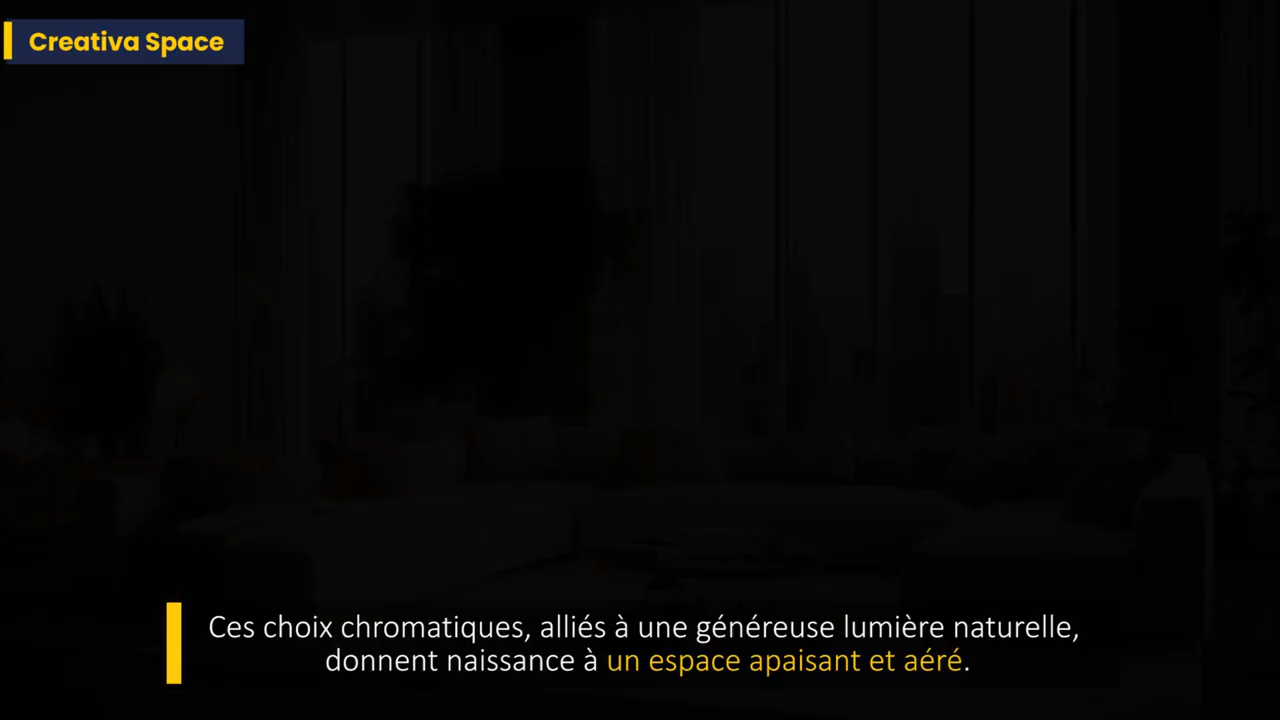 Creativa Space
Ces choix chromatiques, alliés à une généreuse lumière naturelle,
donnent naissance à un espace apaisant et aéré.